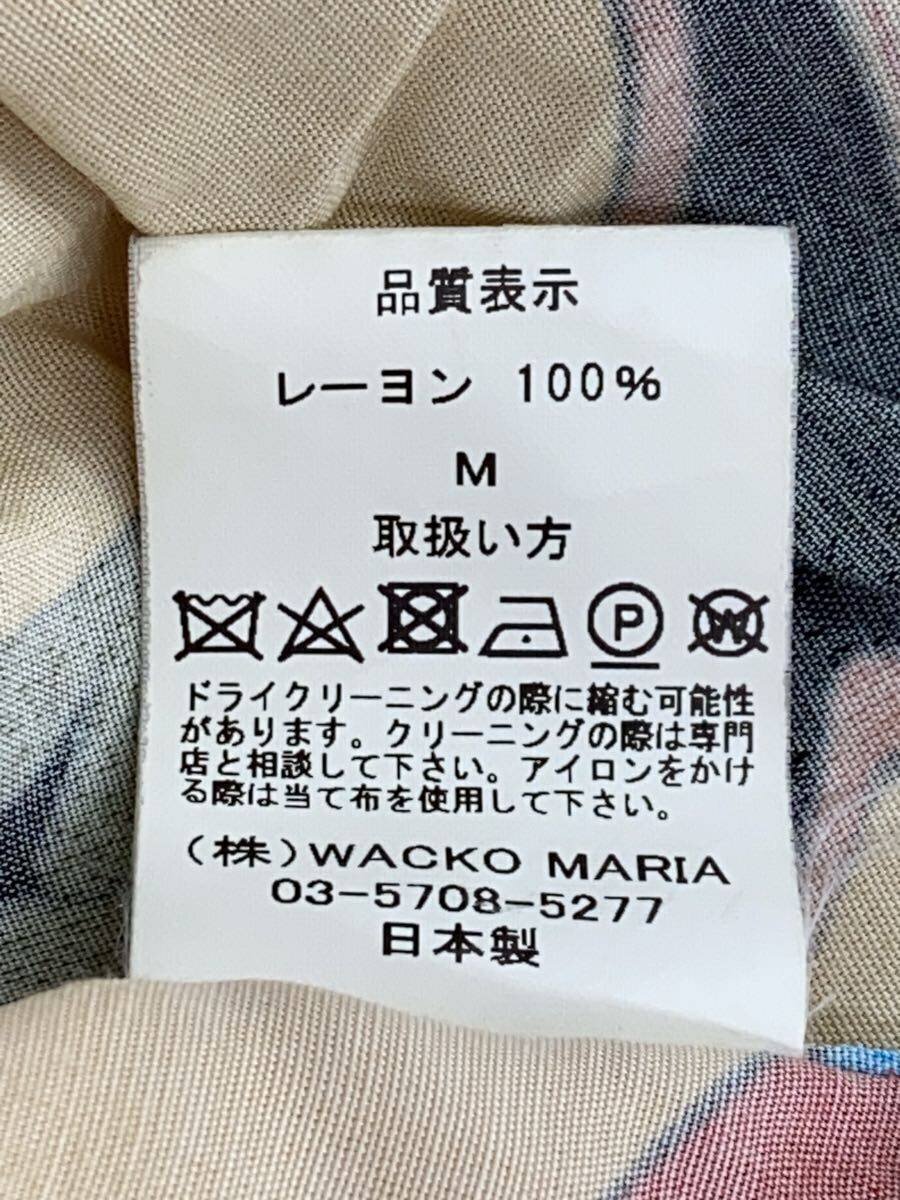 品質表示
レーヨン 100%
M
取扱い方
P W
ドライクリーニングの際に縮む可能性
があります。クリーニングの際は専門
店と相談して下さい。アイロンをかけ
る際は当て布を使用して下さい。
(株)WACKO MARIA
03-5708-5277
日本製